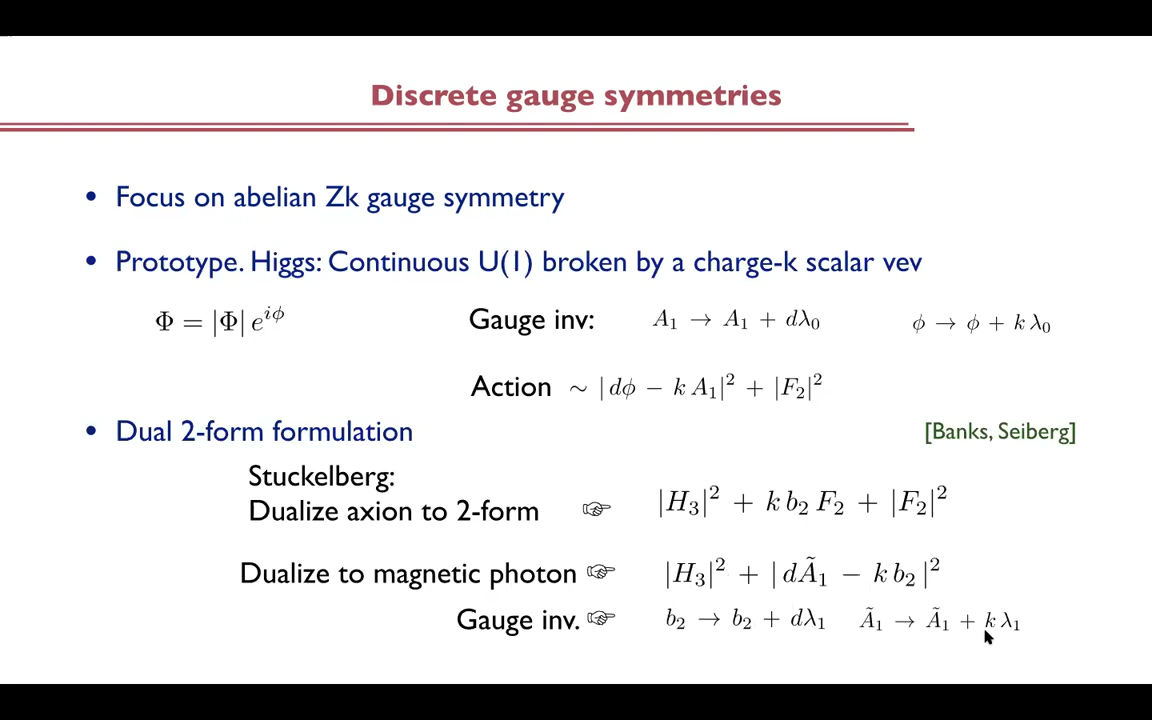 Discrete gauge symmetries
• Focus on abelian Zk gauge symmetry
• Prototype. Higgs: Continuous U(1) broken by a charge-k scalar vev
Φ = |Φ| e^{iϕ} Gauge inv: A₁ → A₁ + dλ₀ ϕ → ϕ + k λ₀
Action ∼ | dϕ − k A₁|² + |F₂|²
• Dual 2-form formulation [Banks, Seiberg]
Stuckelberg:
Dualize axion to 2-form ☞ |H₃|² + k b₂ F₂ + |F₂|²
Dualize to magnetic photon ☞ |H₃|² + | dÃ₁ − k b₂ |²
Gauge inv. ☞ b₂ → b₂ + dλ₁ Ã₁ → Ã₁ + k λ₁